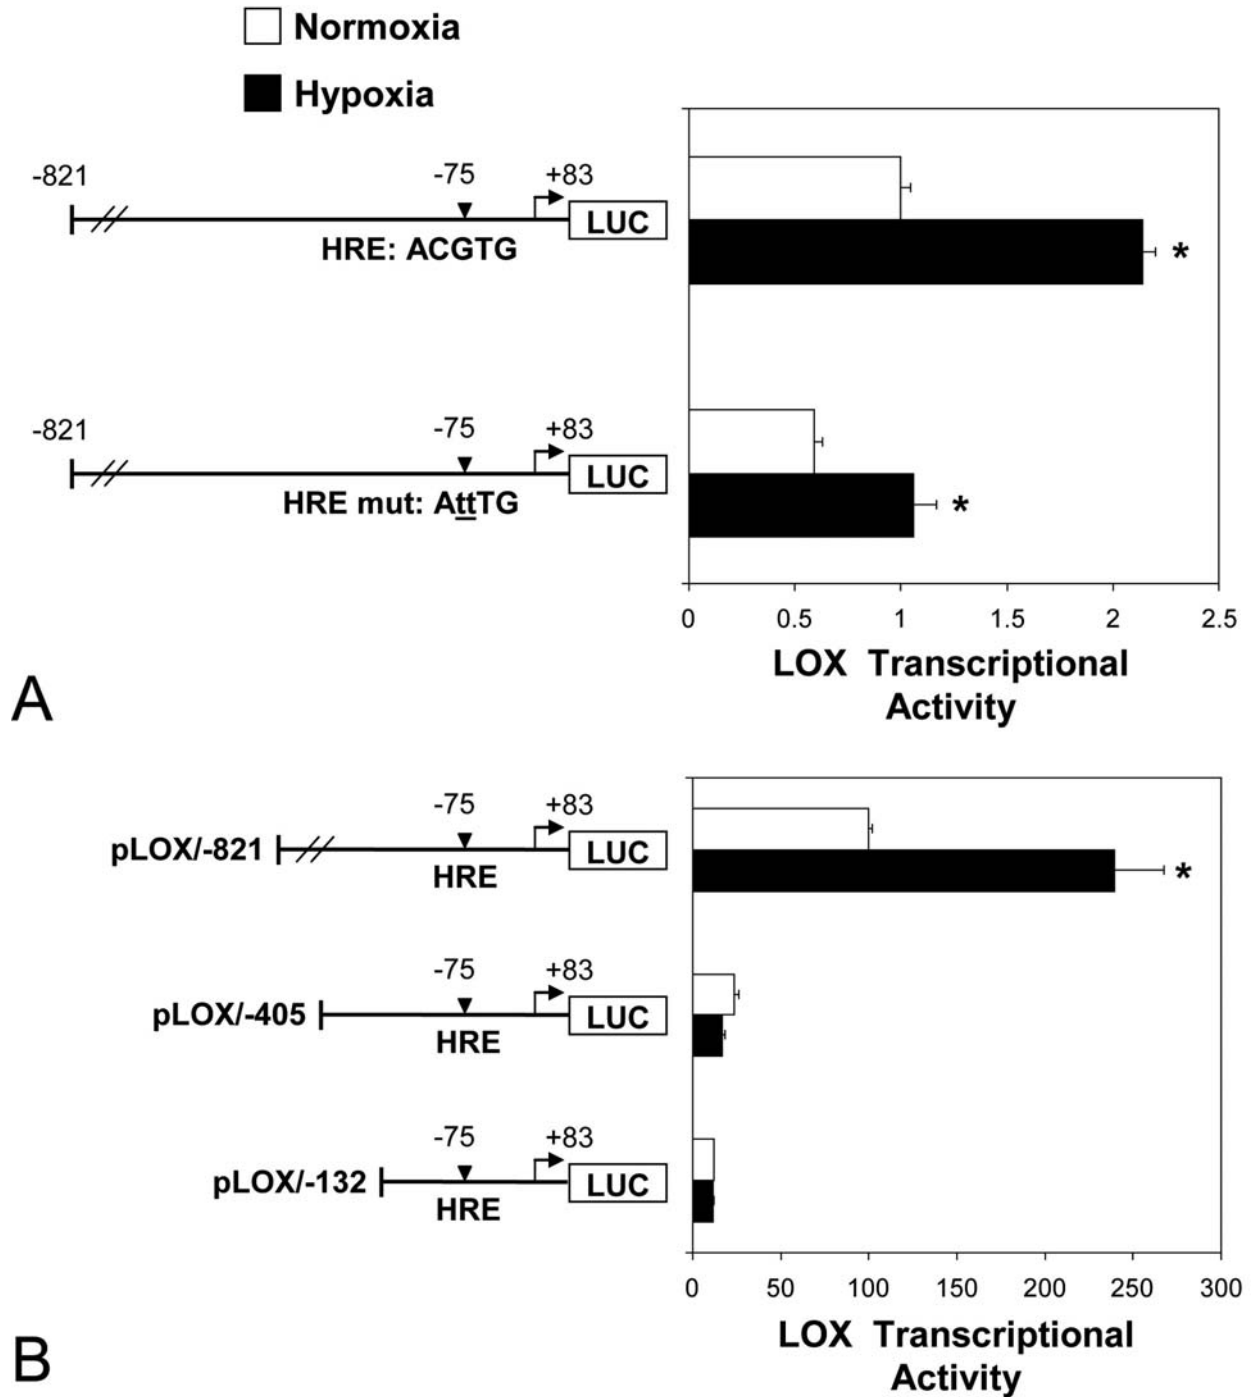 Normoxia
Hypoxia
-821
-75
+83
LUC
HRE: ACGTG
*
-821
-75
+83
LUC
HRE mut: AttTG
*
0 0.5 1 1.5 2 2.5
LOX Transcriptional
Activity
A
pLOX/-821
-75
+83
LUC
HRE
*
pLOX/-405
-75
+83
LUC
HRE
pLOX/-132
-75
+83
LUC
HRE
0 50 100 150 200 250 300
LOX Transcriptional
Activity
B